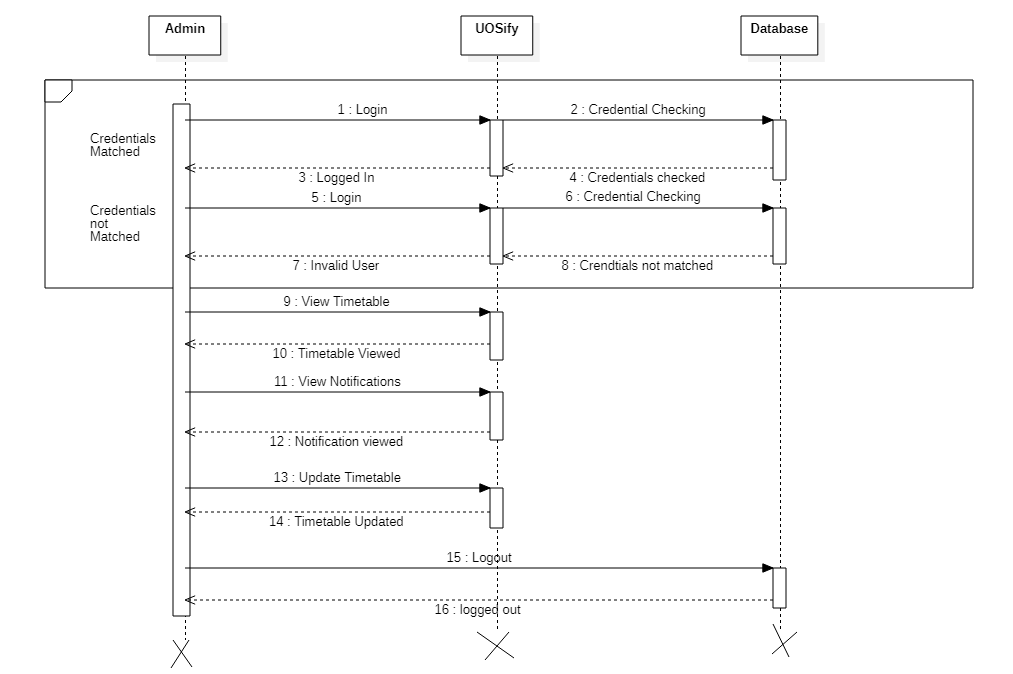 Admin
UOSify
Database
1 : Login
2 : Credential Checking
Credentials
Matched
3 : Logged In
4 : Credentials checked
5 : Login
6 : Credential Checking
Credentials
not
Matched
7 : Invalid User
8 : Crendtials not matched
9 : View Timetable
10 : Timetable Viewed
11 : View Notifications
12 : Notification viewed
13 : Update Timetable
14 : Timetable Updated
15 : Logout
16 : logged out